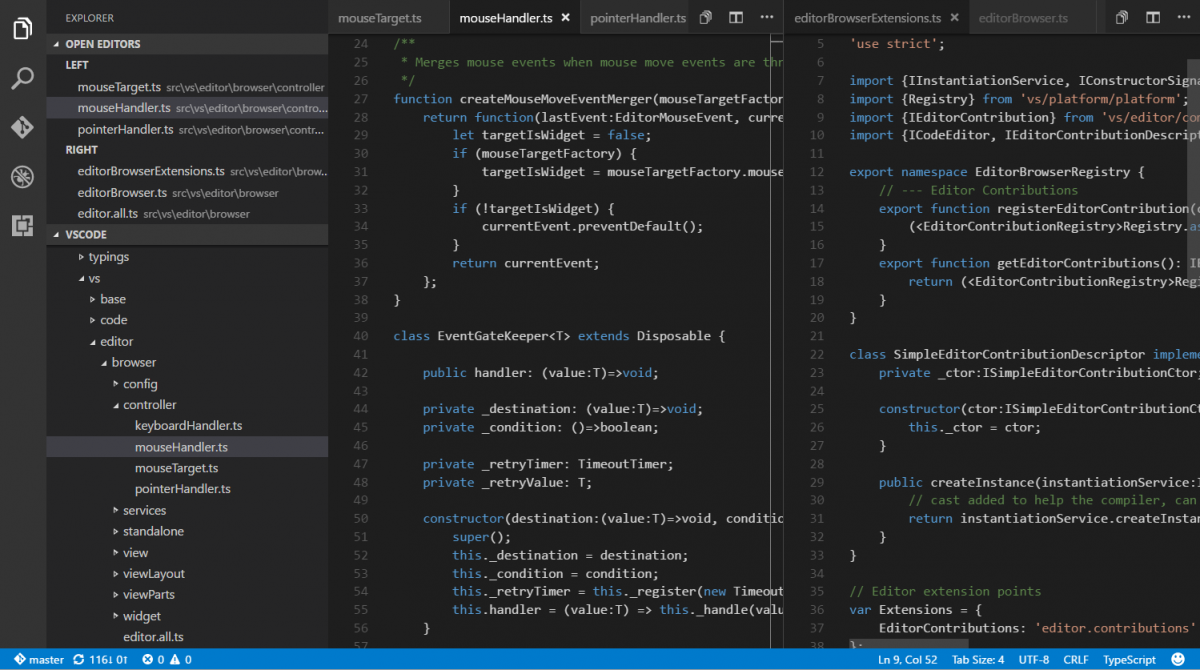 EXPLORER
OPEN EDITORS
LEFT
mouseTarget.ts src\vs\editor\browser\controller
mouseHandler.ts src\vs\editor\browser\contro...
pointerHandler.ts src\vs\editor\browser\contr...
RIGHT
editorBrowserExtensions.ts src\vs\editor\brow...
editorBrowser.ts src\vs\editor\browser
editor.all.ts src\vs\editor\browser
VSCODE
typings
vs
base
code
editor
browser
config
controller
keyboardHandler.ts
mouseHandler.ts
mouseTarget.ts
pointerHandler.ts
services
standalone
view
viewLayout
viewParts
widget
editor.all.ts
mouseTarget.ts mouseHandler.ts × pointerHandler.ts ...
24 /**
25 * Merges mouse events when mouse move events are thr
26 */
27 function createMouseMoveEventMerger(mouseTargetFactor
28 return function(lastEvent:EditorMouseEvent, curre
29 let targetIsWidget = false;
30 if (mouseTargetFactory) {
31 targetIsWidget = mouseTargetFactory.mouse
32 }
33 if (!targetIsWidget) {
34 currentEvent.preventDefault();
35 }
36 return currentEvent;
37 };
38 }
39
40 class EventGateKeeper<T> extends Disposable {
41
42 public handler: (value:T)=>void;
43
44 private _destination: (value:T)=>void;
45 private _condition: ()=>boolean;
46
47 private _retryTimer: TimeoutTimer;
48 private _retryValue: T;
49
50 constructor(destination:(value:T)=>void, conditio
51 super();
52 this._destination = destination;
53 this._condition = condition;
54 this._retryTimer = this._register(new Timeout
55 this.handler = (value:T) => this._handle(valu
56 }
57
editorBrowserExtensions.ts × editorBrowser.ts ...
5 'use strict';
6
7 import {IInstantiationService, IConstructorSigna
8 import {Registry} from 'vs/platform/platform';
9 import {IEditorContribution} from 'vs/editor/com
10 import {ICodeEditor, IEditorContributionDescript
11
12 export namespace EditorBrowserRegistry {
13 // --- Editor Contributions
14 export function registerEditorContribution(c
15 (<EditorContributionRegistry>Registry.as
16 }
17 export function getEditorContributions(): IE
18 return (<EditorContributionRegistry>Regi
19 }
20 }
21
22 class SimpleEditorContributionDescriptor impleme
23 private _ctor:ISimpleEditorContributionCtor;
24
25 constructor(ctor:ISimpleEditorContributionCt
26 this._ctor = ctor;
27 }
28
29 public createInstance(instantiationService:I
30 // cast added to help the compiler, can
31 return instantiationService.createInstan
32 }
33 }
34
35 // Editor extension points
36 var Extensions = {
37 EditorContributions: 'editor.contributions'
38 };
master 116↓ 0↑ 0 0 Ln 9, Col 52 Tab Size: 4 UTF-8 CRLF TypeScript